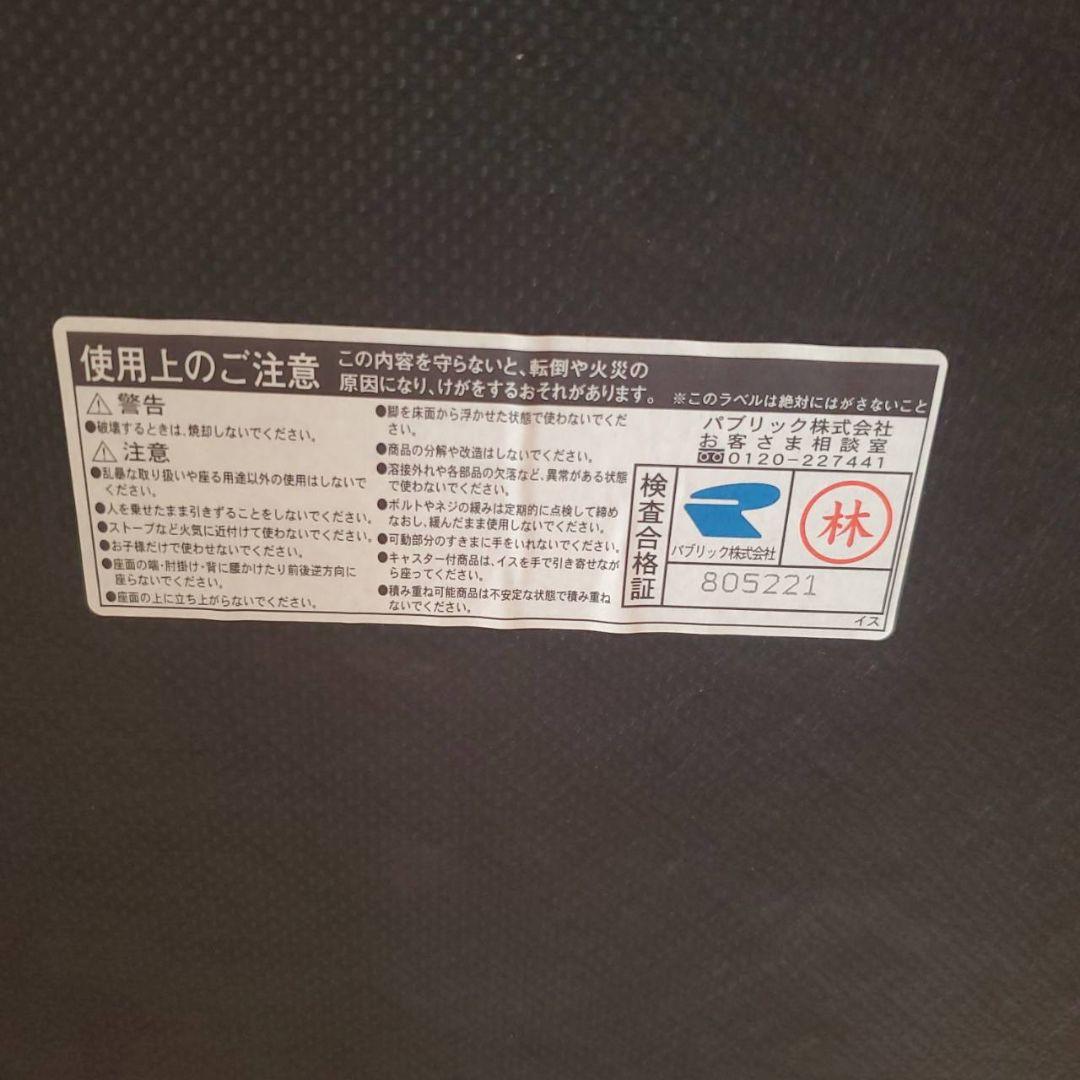 使用上のご注意
この内容を守らないと、転倒や火災の
原因になり、けがをするおそれがあります。
※このラベルは絶対にはがさないこと
警告
●破壊するときは、焼却しないでください。
注意
●乱暴な取り扱いや座る用途以外の使用はしないで
ください。
●人を乗せたまま引きずることをしないでください。
●ストーブなど火気に近付けて使わないでください。
●お子様だけで使わせないでください。
●座面の端・肘掛け・背に腰かけたり前後逆方向に
座らないでください。
●座面の上に立ち上がらないでください。
●脚を床面から浮かせた状態で使わないでくだ
さい。
●商品の分解や改造はしないでください。
●溶接外れや各部品の欠落など、異常がある状態
で使わないでください。
●ボルトやネジの緩みは定期的に点検して締め
なおし、緩んだまま使用しないでください。
●可動部分のすきまに手をいれないでください。
●キャスター付商品は、イスを手で引き寄せなが
ら座ってください。
●積み重ね可能商品は不安定な状態で積み重ね
ないでください。
パブリック株式会社
お客さま相談室
0120-227441
検査合格証
パブリック株式会社
林
805221
イス